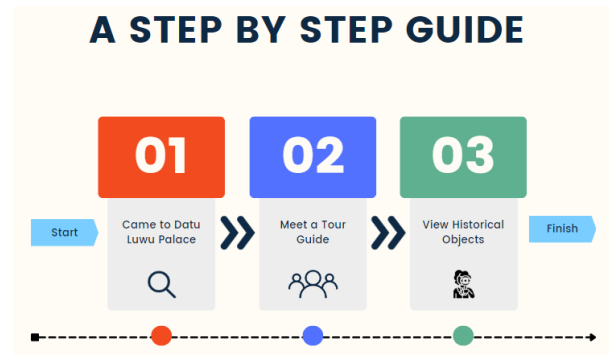 A STEP BY STEP GUIDE
01
02
03
Start
Came to Datu
Luwu Palace
Meet a Tour
Guide
View Historical
Objects
Finish